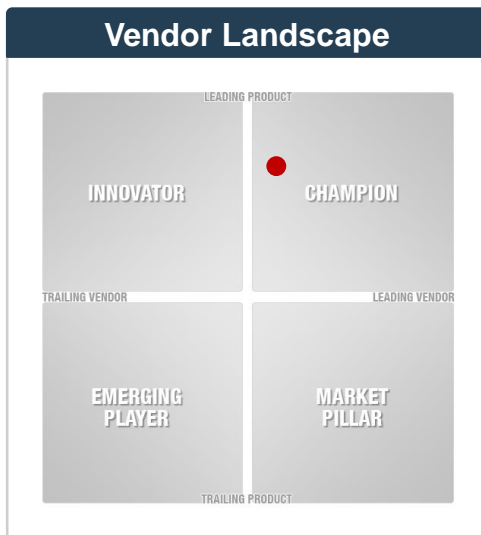 Vendor Landscape
LEADING PRODUCT
INNOVATOR
CHAMPION
TRAILING VENDOR
LEADING VENDOR
EMERGING
PLAYER
MARKET
PILLAR
TRAILING PRODUCT